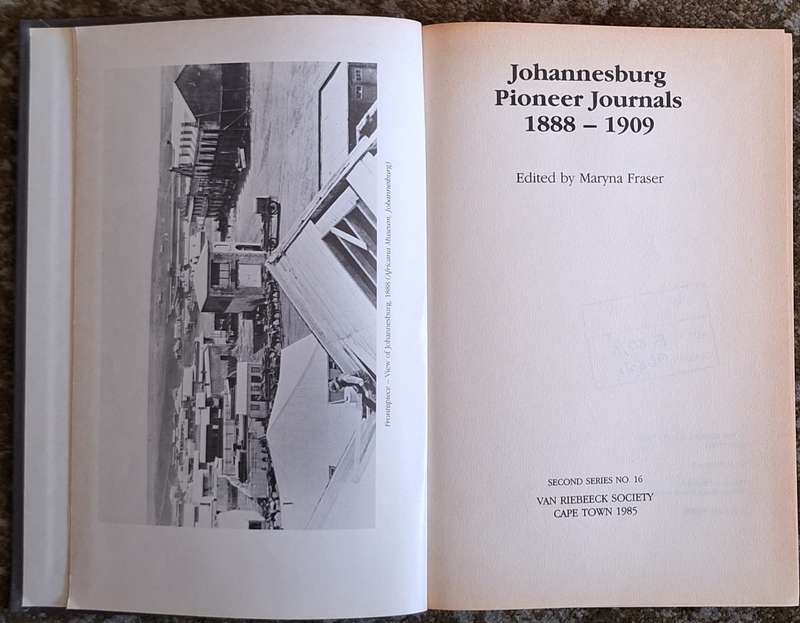 Frontispiece – View of Johannesburg, 1888 (Africana Museum, Johannesburg)
Johannesburg
Pioneer Journals
1888 – 1909
Edited by Maryna Fraser
SECOND SERIES NO. 16
VAN RIEBEECK SOCIETY
CAPE TOWN 1985